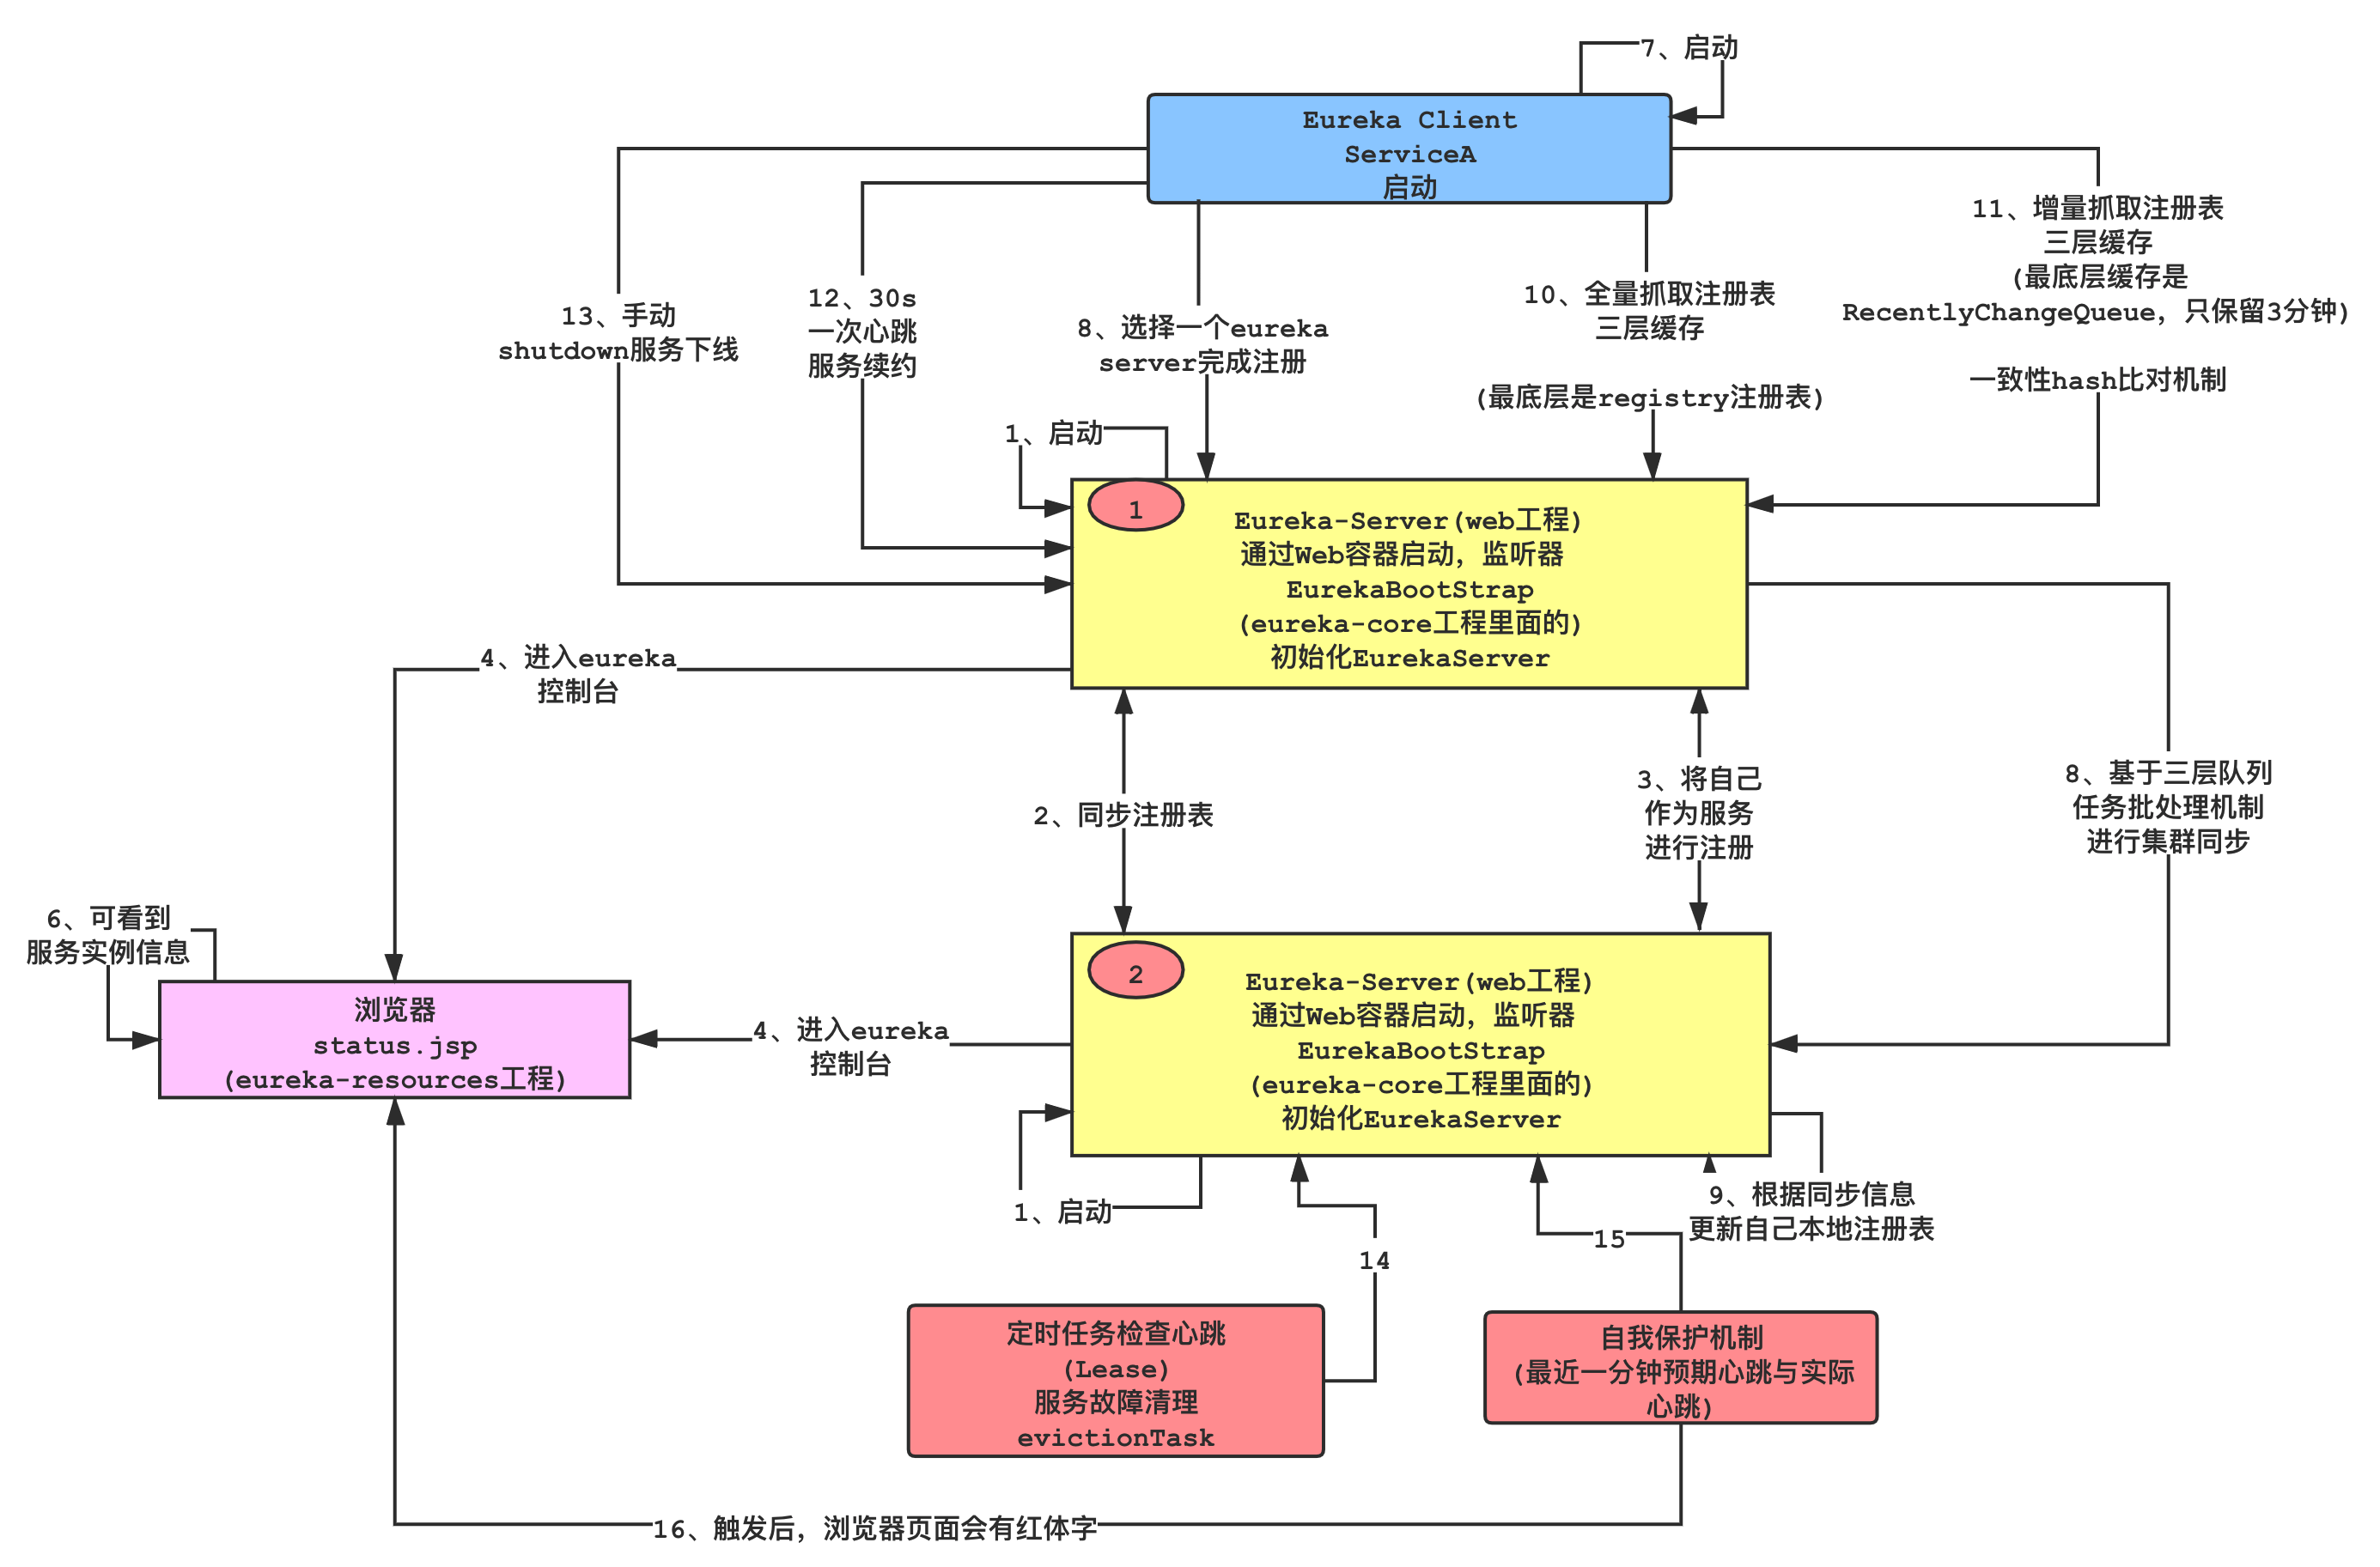 7、启动
Eureka Client
ServiceA
启动
11、增量抓取注册表
三层缓存
(最底层缓存是
RecentlyChangeQueue，只保留3分钟)
一致性hash比对机制
10、全量抓取注册表
三层缓存
(最底层是registry注册表)
8、选择一个eureka
server完成注册
12、30s
一次心跳
服务续约
13、手动
shutdown服务下线
1、启动
1
Eureka-Server(web工程)
通过Web容器启动，监听器
EurekaBootStrap
(eureka-core工程里面的)
初始化EurekaServer
4、进入eureka
控制台
2、同步注册表
3、将自己
作为服务
进行注册
8、基于三层队列
任务批处理机制
进行集群同步
6、可看到
服务实例信息
浏览器
status.jsp
(eureka-resources工程)
4、进入eureka
控制台
2
Eureka-Server(web工程)
通过Web容器启动，监听器
EurekaBootStrap
(eureka-core工程里面的)
初始化EurekaServer
1、启动
9、根据同步信息
更新自己本地注册表
14
15
定时任务检查心跳
(Lease)
服务故障清理
evictionTask
自我保护机制
(最近一分钟预期心跳与实际
心跳)
16、触发后，浏览器页面会有红体字